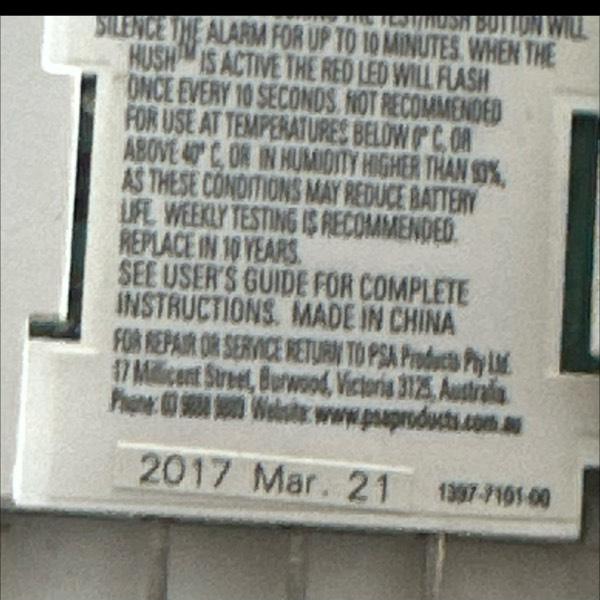 THE TEST/HUSH BUTTON WILL
SILENCE THE ALARM FOR UP TO 10 MINUTES. WHEN THE
HUSH™ IS ACTIVE THE RED LED WILL FLASH
ONCE EVERY 10 SECONDS. NOT RECOMMENDED
FOR USE AT TEMPERATURES BELOW 0° C, OR
ABOVE 40° C, OR IN HUMIDITY HIGHER THAN 93%,
AS THESE CONDITIONS MAY REDUCE BATTERY
LIFE. WEEKLY TESTING IS RECOMMENDED.
REPLACE IN 10 YEARS.
SEE USER'S GUIDE FOR COMPLETE
INSTRUCTIONS. MADE IN CHINA
FOR REPAIR OR SERVICE RETURN TO PSA Products Pty Ltd.
17 Millicent Street, Burwood, Victoria 3125, Australia
Phone: 03 Website: www.psaproducts.com.au
2017 Mar. 21
1397-7101-00